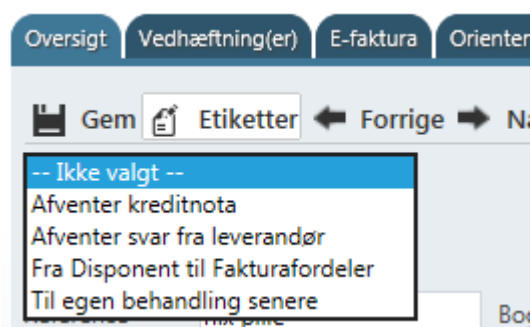 Oversigt Vedhæftning(er) E-faktura
Gem Etiketter Forrige
-- Ikke valgt --
Afventer kreditnota
Afventer svar fra leverandør
Fra Disponent til Fakturafordeler
Til egen behandling senere